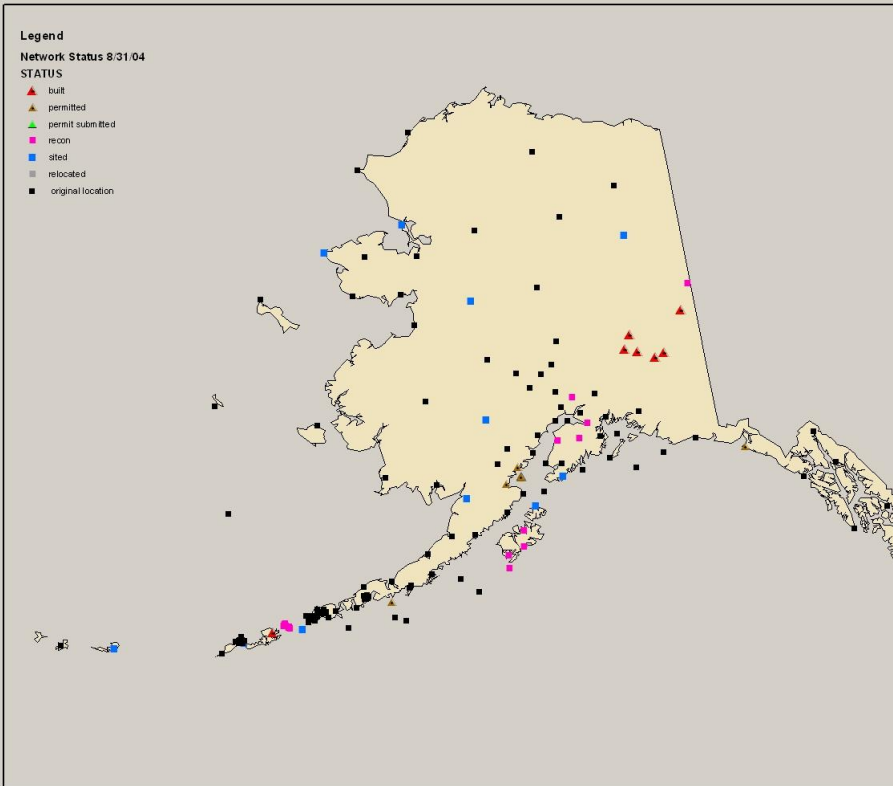 Legend
Network Status 8/31/04
STATUS
built
permitted
permit submitted
recon
sited
relocated
original location